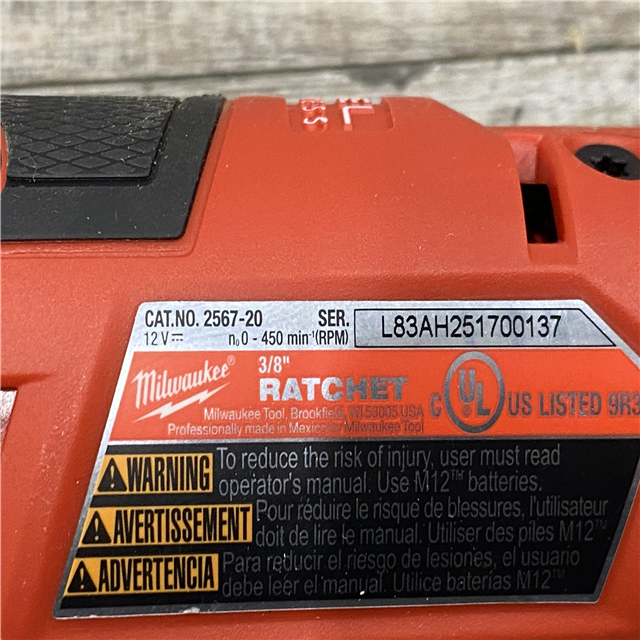 CAT.NO. 2567-20 SER. L83AH251700137
12 V⎓ n₀ 0 - 450 min⁻¹(RPM)
3/8"
Milwaukee®
RATCHET
Milwaukee Tool, Brookfield, WI 53005 USA
Professionally made in Mexico by Milwaukee Tool
C UL US LISTED 9R3
WARNING To reduce the risk of injury, user must read
operator's manual. Use M12™ batteries.
AVERTISSEMENT Pour réduire le risque de blessures, l'utilisateur
doit de lire le manual. Utiliser des piles M12™
ADVERTENCIA Para reducir el riesgo de lesiones, el usuario
debe leer el manual. Utilice baterías M12™